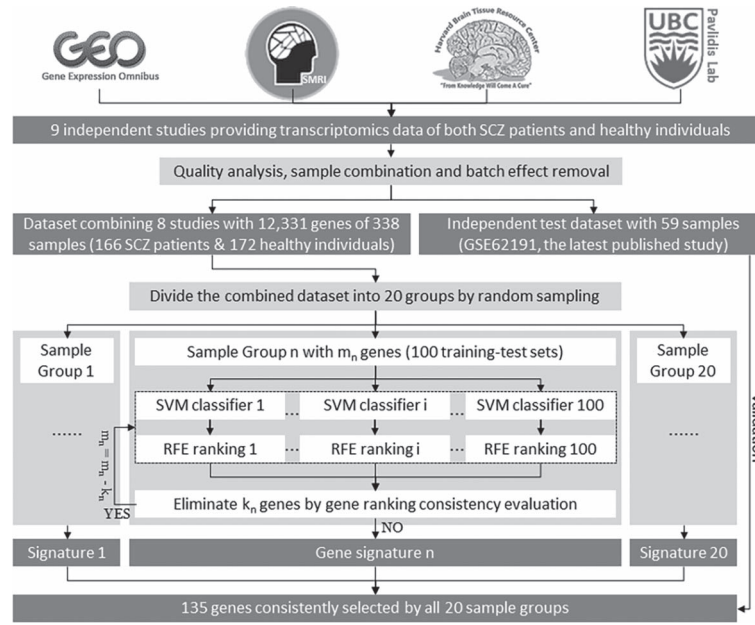 GEO
Gene Expression Omnibus
SMRI
Harvard Brain Tissue Resource Center
"From Knowledge Will Come A Cure"
UBC
Pavlidis Lab
9 independent studies providing transcriptomics data of both SCZ patients and healthy individuals
Quality analysis, sample combination and batch effect removal
Dataset combining 8 studies with 12,331 genes of 338
samples (166 SCZ patients & 172 healthy individuals)
Independent test dataset with 59 samples
(GSE62191, the latest published study)
Divide the combined dataset into 20 groups by random sampling
Sample
Group 1
Sample Group n with mn genes (100 training-test sets)
Sample
Group 20
SVM classifier 1
...
SVM classifier i
...
SVM classifier 100
RFE ranking 1
...
RFE ranking i
...
RFE ranking 100
......
......
mn = mn - kn
YES
Eliminate kn genes by gene ranking consistency evaluation
NO
Signature 1
Gene signature n
Signature 20
135 genes consistently selected by all 20 sample groups